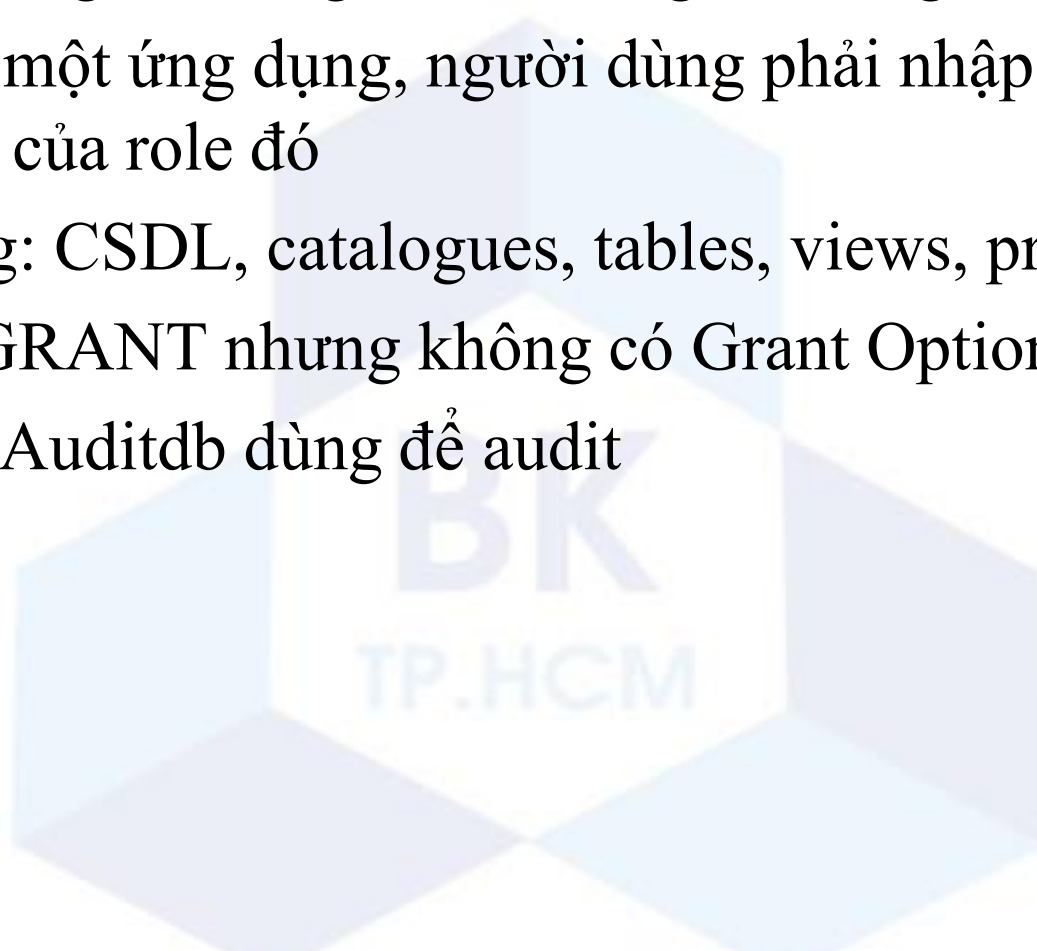 một ứng dụng, người dùng phải nhập
của role đó
g: CSDL, catalogues, tables, views, pr
GRANT nhưng không có Grant Option
Auditdb dùng để audit
BK
TP.HCM